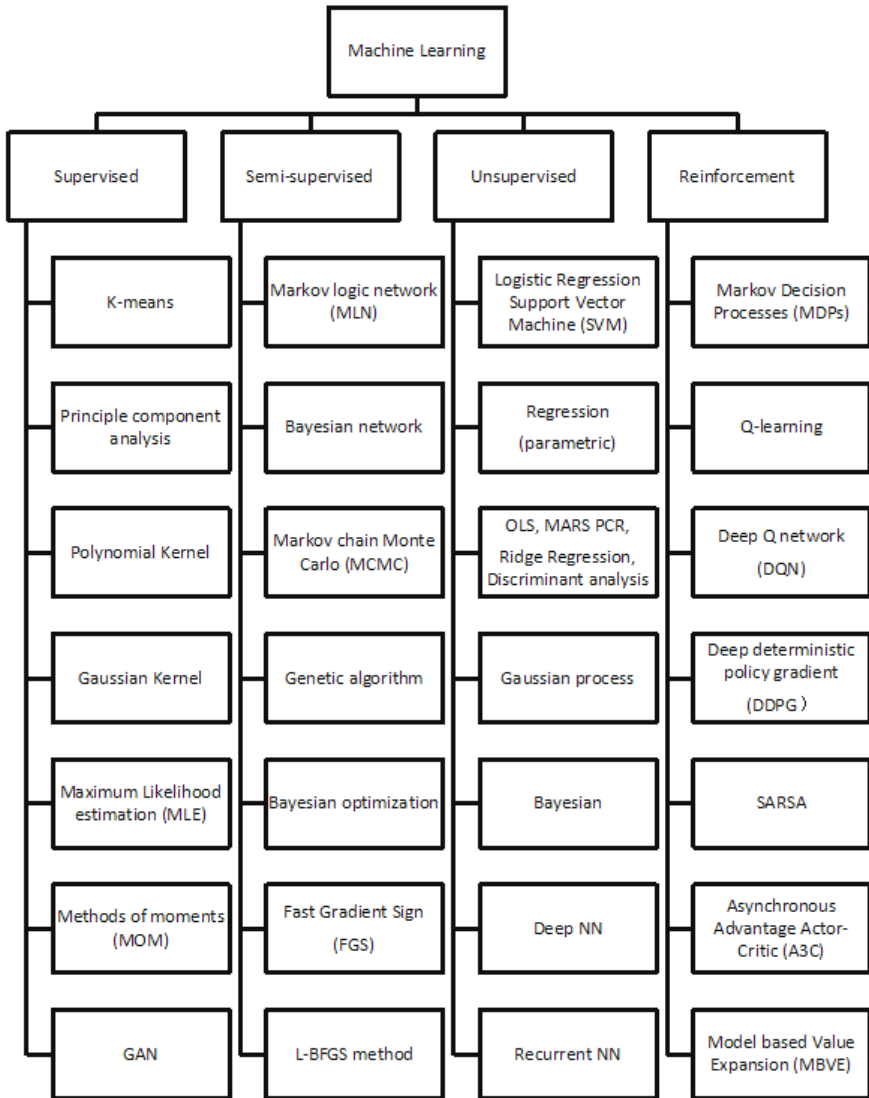 Machine Learning
Supervised
Semi-supervised
Unsupervised
Reinforcement
K-means
Markov logic network
(MLN)
Logistic Regression
Support Vector
Machine (SVM)
Markov Decision
Processes (MDPs)
Principle component
analysis
Bayesian network
Regression
(parametric)
Q-learning
Polynomial Kernel
Markov chain Monte
Carlo (MCMC)
OLS, MARS PCR,
Ridge Regression,
Discriminant analysis
Deep Q network
(DQN)
Gaussian Kernel
Genetic algorithm
Gaussian process
Deep deterministic
policy gradient
(DDPG）
Maximum Likelihood
estimation (MLE)
Bayesian optimization
Bayesian
SARSA
Methods of moments
(MOM)
Fast Gradient Sign
(FGS)
Deep NN
Asynchronous
Advantage Actor-
Critic (A3C)
GAN
L-BFGS method
Recurrent NN
Model based Value
Expansion (MBVE)